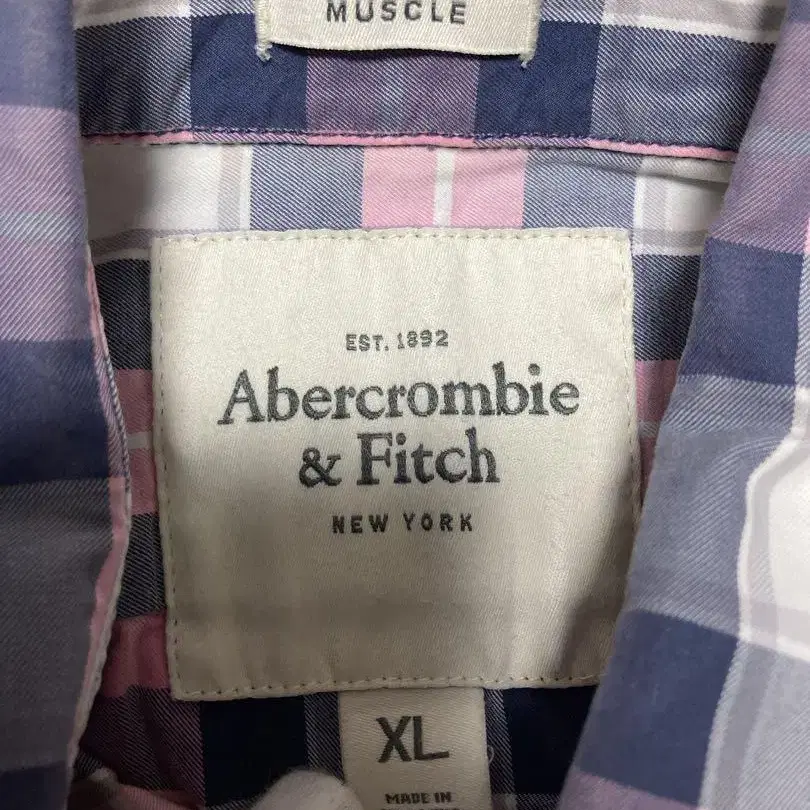 MUSCLE
EST. 1892
Abercrombie
& Fitch
NEW YORK
XL
MADE IN